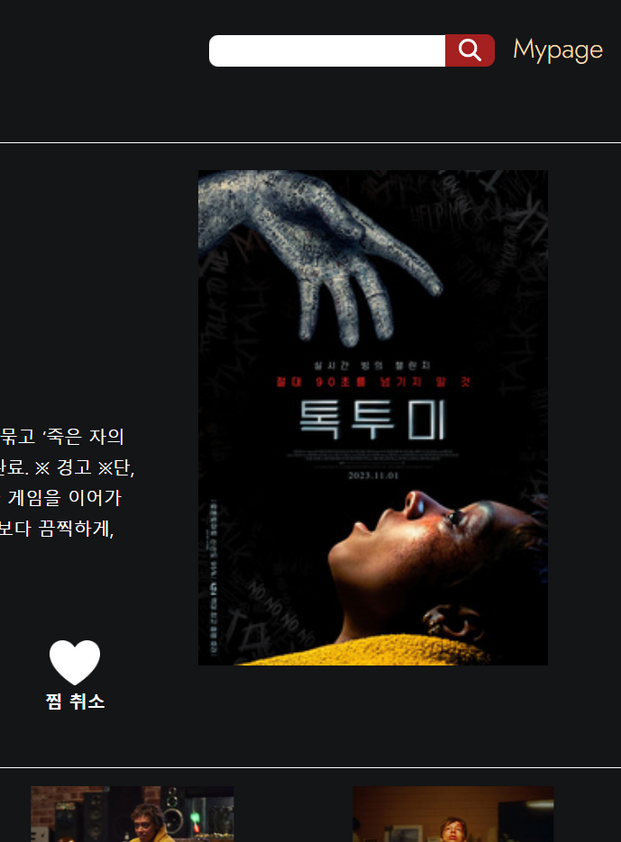 Mypage
묶고 ‘죽은 자의
완료. ※ 경고 ※단,
게임을 이어가
보다 끔찍하게,
실시간 빙의 챌린지
절대 90초를 넘기지 말 것
톡 투 미
2023.11.01
찜 취소